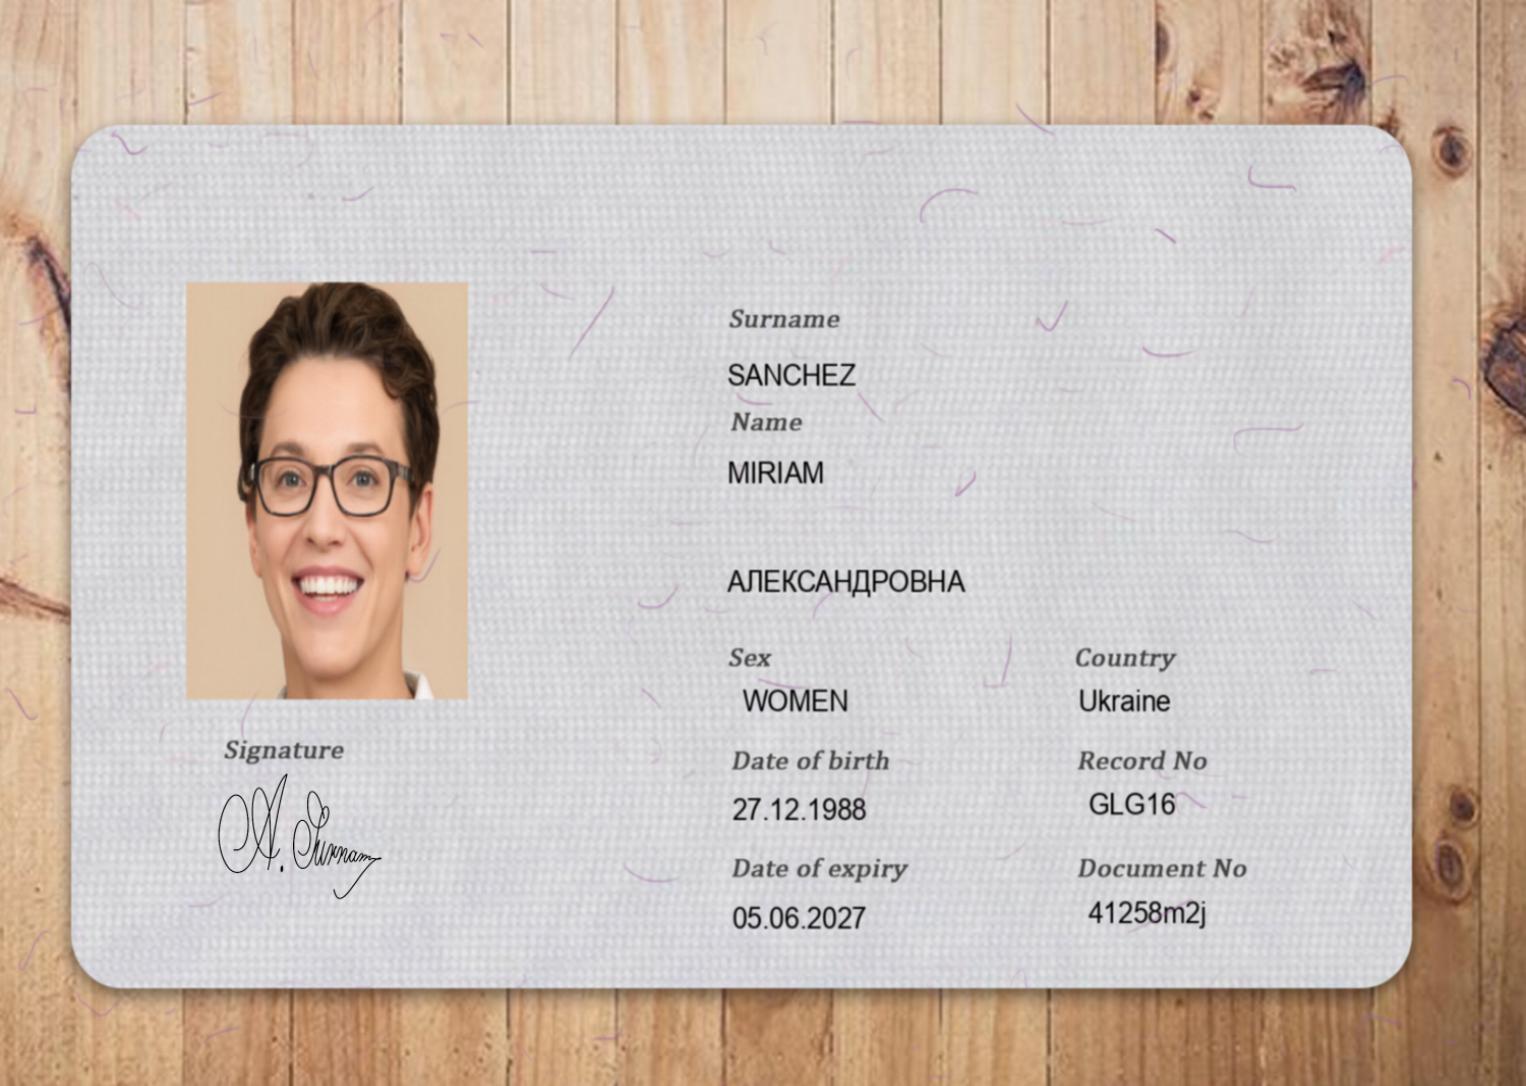 Surname
SANCHEZ
Name
MIRIAM
АЛЕКСАНДРОВНА
Sex
Country
WOMEN
Ukraine
Date of birth
Record No
27.12.1988
GLG16
Date of expiry
Document No
05.06.2027
41258m2j
Signature
A. Surnam